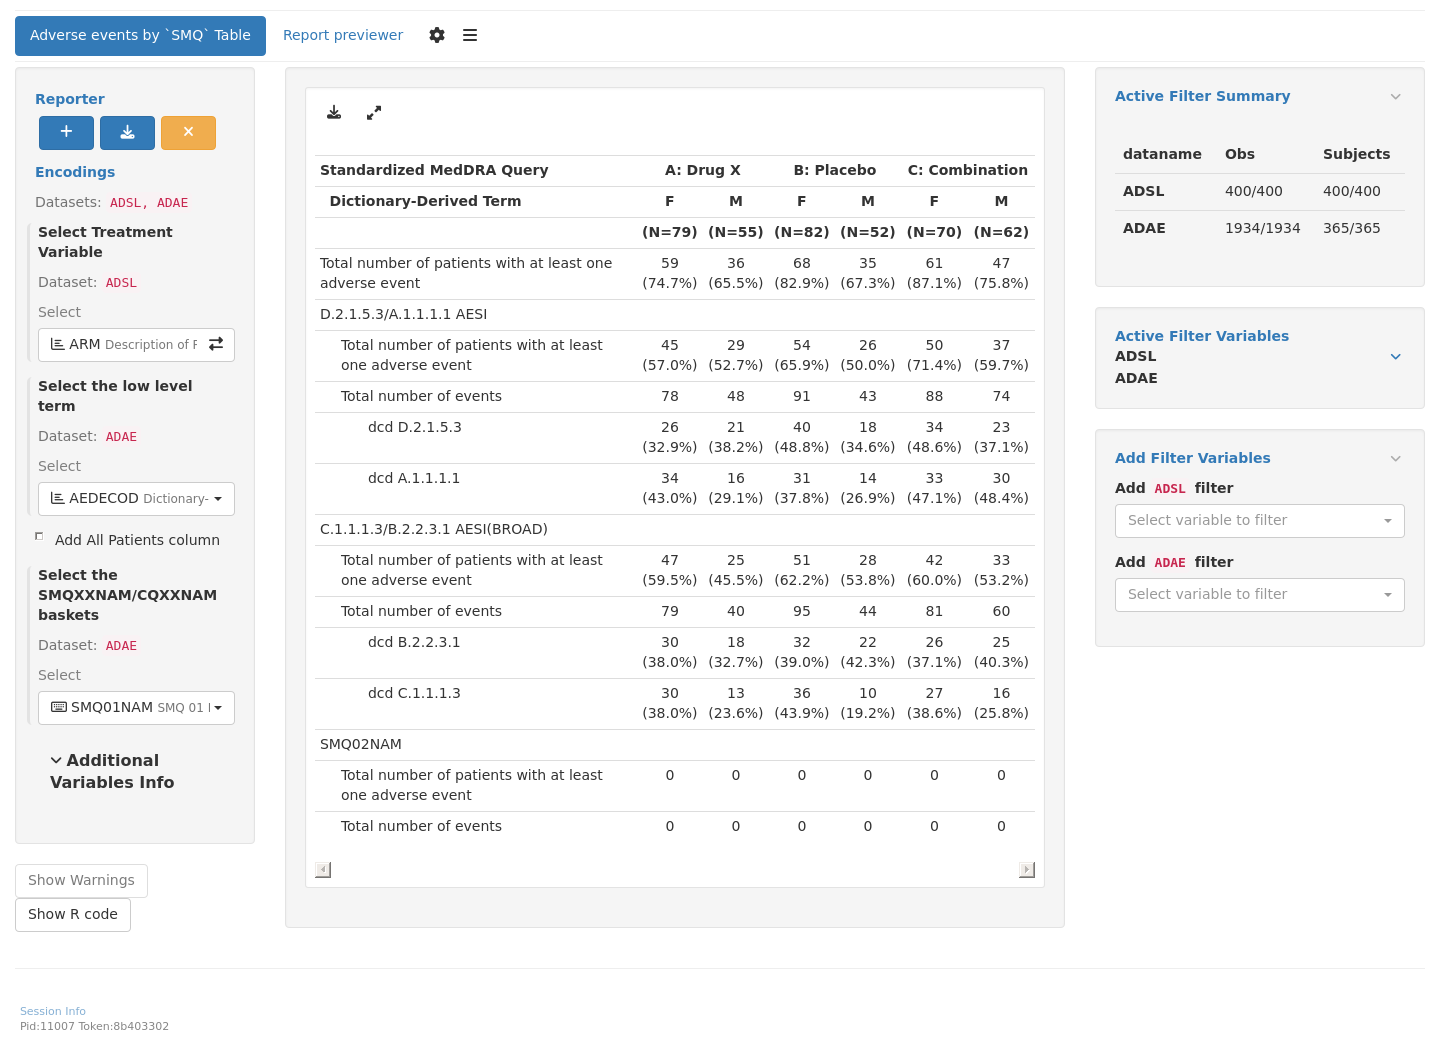 Adverse events by `SMQ` Table
Report previewer
Reporter
Encodings
Datasets: ADSL, ADAE
Select Treatment
Variable
Dataset: ADSL
Select
ARM Description of
Select the low level
term
Dataset: ADAE
Select
AEDECOD Dictionary-
Add All Patients column
Select the
SMQXXNAM/CQXXNAM
baskets
Dataset: ADAE
Select
SMQ01NAM SMQ 01
Additional
Variables Info
Show Warnings
Show R code
Standardized MedDRA Query A: Drug X B: Placebo C: Combination
Dictionary-Derived Term F M F M F M
(N=79) (N=55) (N=82) (N=52) (N=70) (N=62)
Total number of patients with at least one 59 36 68 35 61 47
adverse event (74.7%) (65.5%) (82.9%) (67.3%) (87.1%) (75.8%)
D.2.1.5.3/A.1.1.1.1 AESI
Total number of patients with at least 45 29 54 26 50 37
one adverse event (57.0%) (52.7%) (65.9%) (50.0%) (71.4%) (59.7%)
Total number of events 78 48 91 43 88 74
dcd D.2.1.5.3 26 21 40 18 34 23
(32.9%) (38.2%) (48.8%) (34.6%) (48.6%) (37.1%)
dcd A.1.1.1.1 34 16 31 14 33 30
(43.0%) (29.1%) (37.8%) (26.9%) (47.1%) (48.4%)
C.1.1.1.3/B.2.2.3.1 AESI(BROAD)
Total number of patients with at least 47 25 51 28 42 33
one adverse event (59.5%) (45.5%) (62.2%) (53.8%) (60.0%) (53.2%)
Total number of events 79 40 95 44 81 60
dcd B.2.2.3.1 30 18 32 22 26 25
(38.0%) (32.7%) (39.0%) (42.3%) (37.1%) (40.3%)
dcd C.1.1.1.3 30 13 36 10 27 16
(38.0%) (23.6%) (43.9%) (19.2%) (38.6%) (25.8%)
SMQ02NAM
Total number of patients with at least 0 0 0 0 0 0
one adverse event
Total number of events 0 0 0 0 0 0
Active Filter Summary
dataname Obs Subjects
ADSL 400/400 400/400
ADAE 1934/1934 365/365
Active Filter Variables
ADSL
ADAE
Add Filter Variables
Add ADSL filter
Select variable to filter
Add ADAE filter
Select variable to filter
Session Info
Pid:11007 Token:8b403302